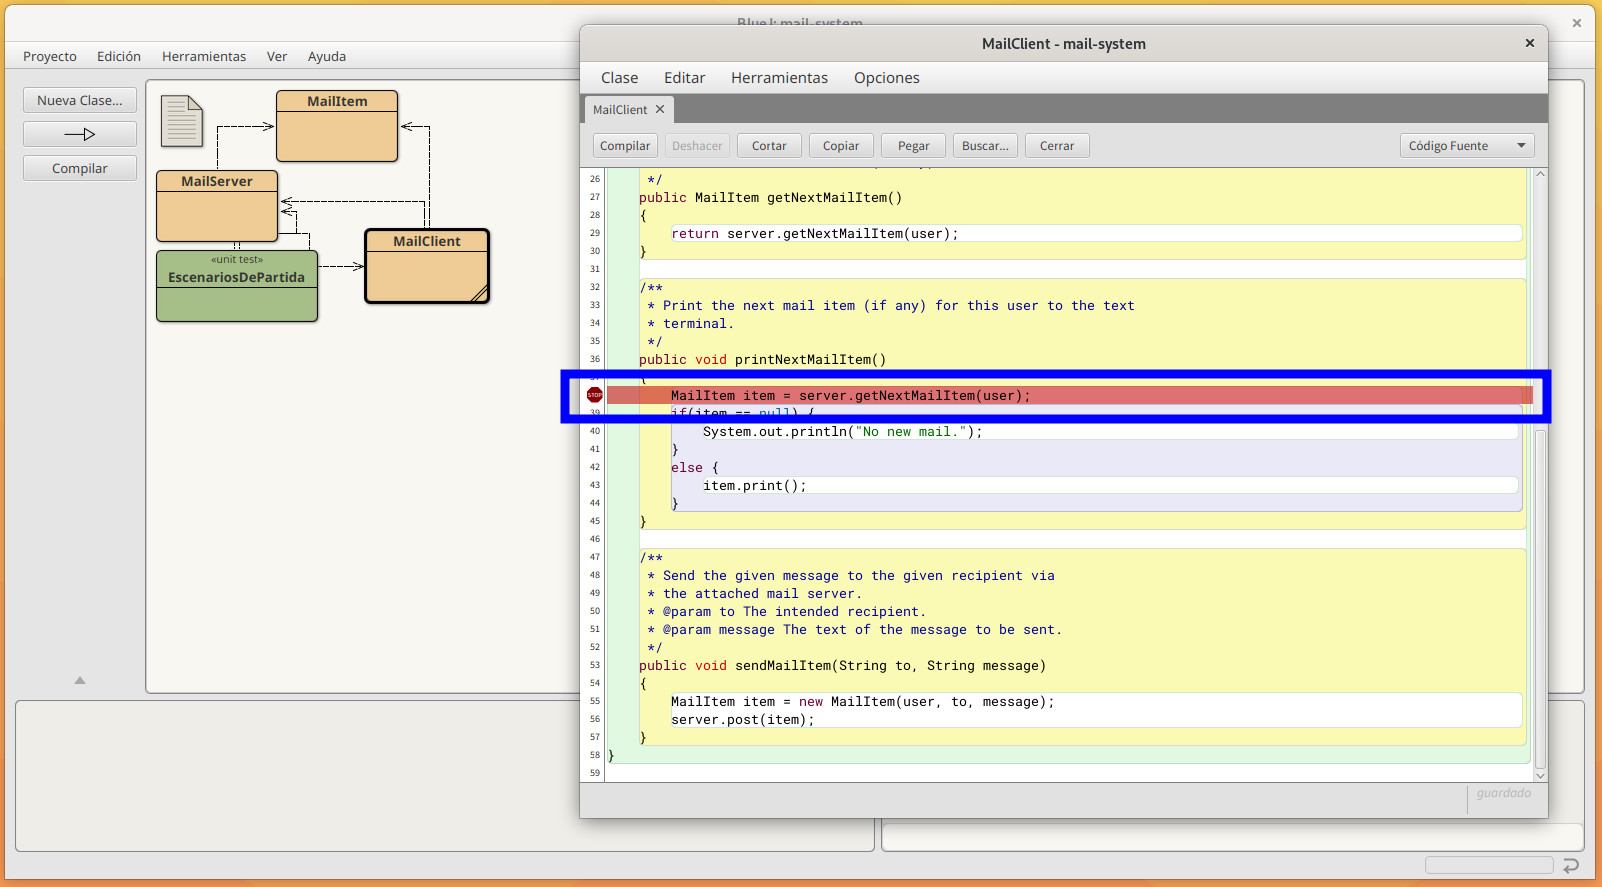 BlueJ: mail-system
Proyecto Edición Herramientas Ver Ayuda
Nueva Clase...
Compilar
MailItem
MailServer
MailClient
«unit test»
EscenariosDePartida
MailClient - mail-system
Clase Editar Herramientas Opciones
MailClient
Compilar Deshacer Cortar Copiar Pegar Buscar... Cerrar Código Fuente
26 */
27 public MailItem getNextMailItem()
28 {
29 return server.getNextMailItem(user);
30 }
31
32 /**
33 * Print the next mail item (if any) for this user to the text
34 * terminal.
35 */
36 public void printNextMailItem()
37 {
STOP MailItem item = server.getNextMailItem(user);
39 if(item == null) {
40 System.out.println("No new mail.");
41 }
42 else {
43 item.print();
44 }
45 }
46
47 /**
48 * Send the given message to the given recipient via
49 * the attached mail server.
50 * @param to The intended recipient.
51 * @param message The text of the message to be sent.
52 */
53 public void sendMailItem(String to, String message)
54 {
55 MailItem item = new MailItem(user, to, message);
56 server.post(item);
57 }
58 }
59
guardado